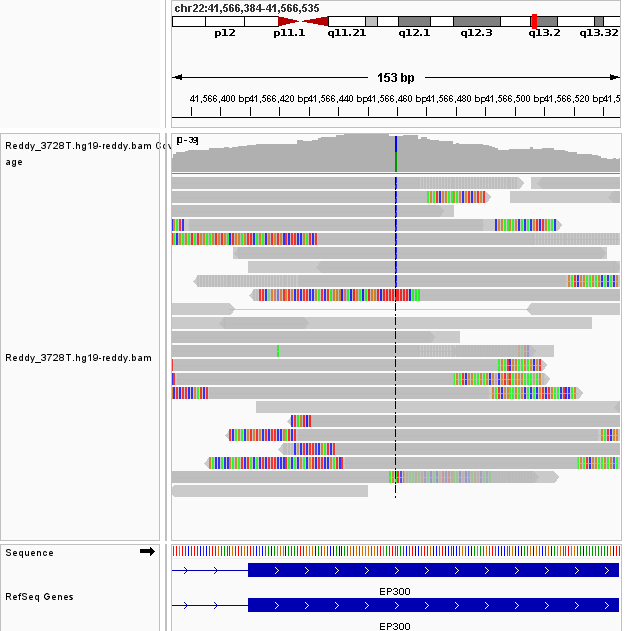 chr22:41,566,384-41,566,535
p12 p11.1 q11.21 q12.1 q12.3 q13.2 q13.32
153 bp
41,566,400 bp 41,566,420 bp 41,566,440 bp 41,566,460 bp 41,566,480 bp 41,566,500 bp 41,566,520 bp 41,5
[0-39]
Reddy_3728T.hg19-reddy.bam Cov
age
Reddy_3728T.hg19-reddy.bam
Sequence
EP300
RefSeq Genes
EP300